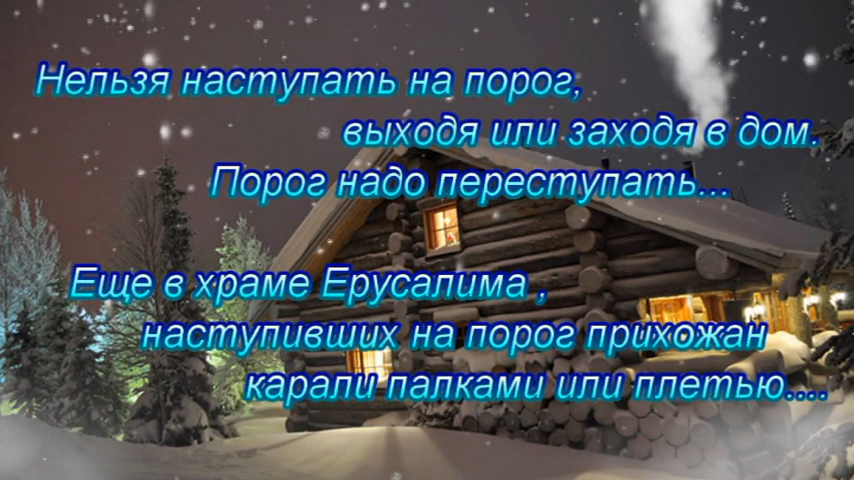 Нельзя наступать на порог,
выходя или заходя в дом.
Порог надо переступать...
Еще в храме Ерусалима ,
наступивших на порог прихожан
карали палками или плетью....